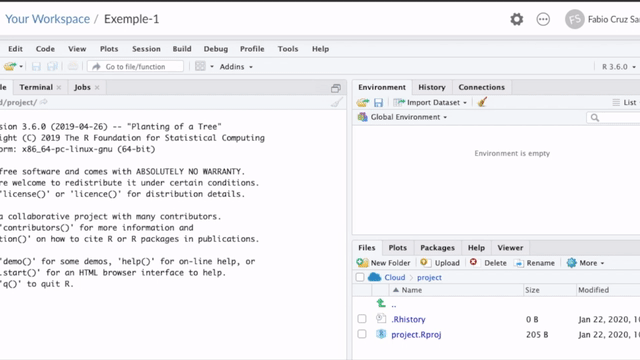 Your Workspace / Exemple-1
FS Fabio Cruz Sa
Edit Code View Plots Session Build Debug Profile Tools Help
Go to file/function Addins R 3.6.0
Terminal Jobs
d/project/
sion 3.6.0 (2019-04-26) -- "Planting of a Tree"
ight (C) 2019 The R Foundation for Statistical Computing
form: x86_64-pc-linux-gnu (64-bit)
free software and comes with ABSOLUTELY NO WARRANTY.
re welcome to redistribute it under certain conditions.
'license()' or 'licence()' for distribution details.
a collaborative project with many contributors.
'contributors()' for more information and
tion()' on how to cite R or R packages in publications.
'demo()' for some demos, 'help()' for on-line help, or
.start()' for an HTML browser interface to help.
'q()' to quit R.
Environment History Connections
Import Dataset List
Global Environment
Environment is empty
Files Plots Packages Help Viewer
New Folder Upload Delete Rename More
Cloud project
Name Size Modified
..
.Rhistory 0 B Jan 22, 2020, 10
project.Rproj 205 B Jan 22, 2020, 10